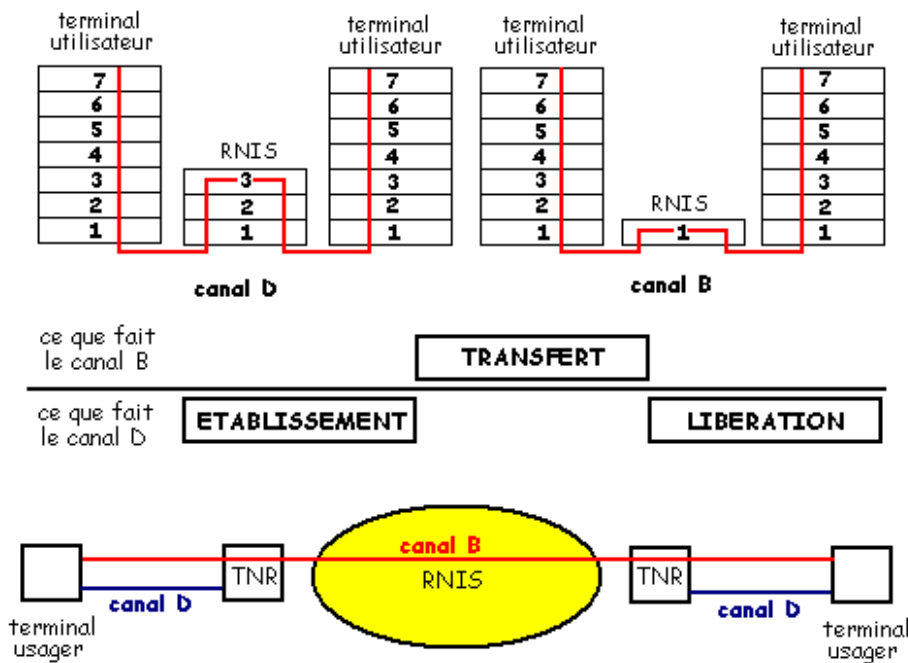 terminal
utilisateur
terminal
utilisateur
terminal
utilisateur
terminal
utilisateur
7
6
5
4
3
2
1
RNIS
3
2
1
7
6
5
4
3
2
1
7
6
5
4
3
2
1
RNIS
1
7
6
5
4
3
2
1
canal D
canal B
ce que fait
le canal B
TRANSFERT
ce que fait
le canal D
ETABLISSEMENT
LIBERATION
canal B
TNR
RNIS
TNR
canal D
canal D
terminal
usager
terminal
usager